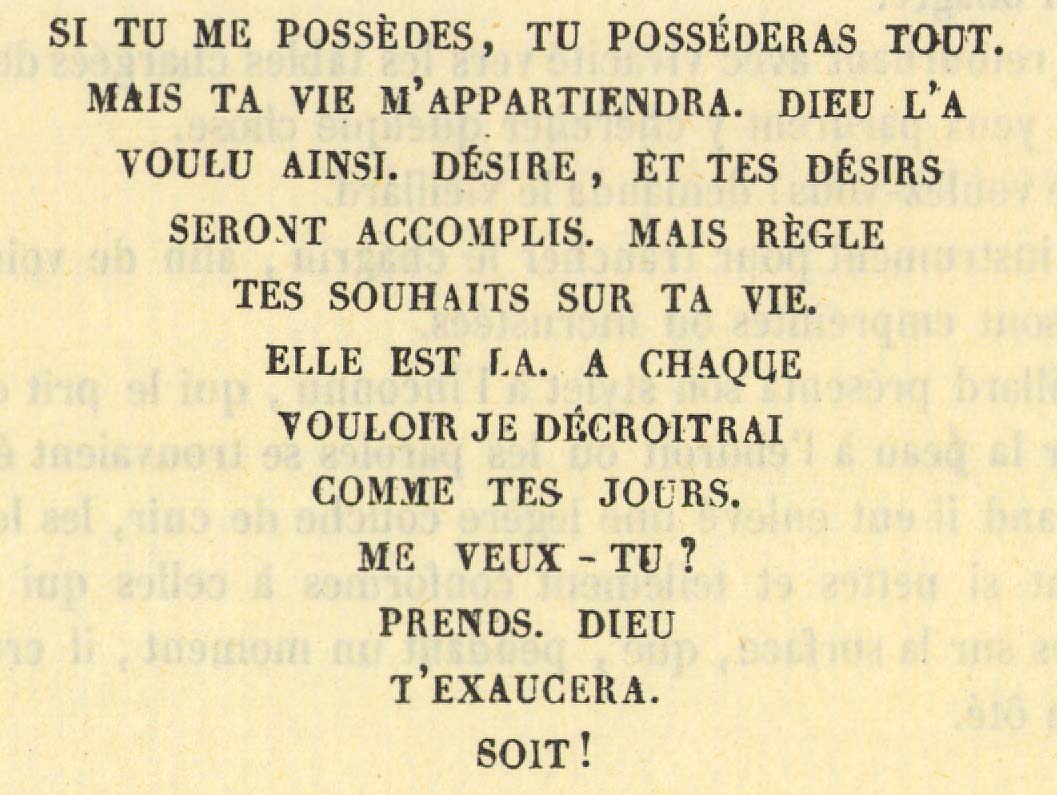 SI TU ME POSSÈDES, TU POSSÉDERAS TOUT.
MAIS TA VIE M'APPARTIENDRA. DIEU L'A
VOULU AINSI. DÉSIRE, ET TES DÉSIRS
SERONT ACCOMPLIS. MAIS RÈGLE
TES SOUHAITS SUR TA VIE.
ELLE EST LA. A CHAQUE
VOULOIR JE DÉCROITRAI
COMME TES JOURS.
ME VEUX-TU?
PRENDS. DIEU
T'EXAUCERA.
SOIT!